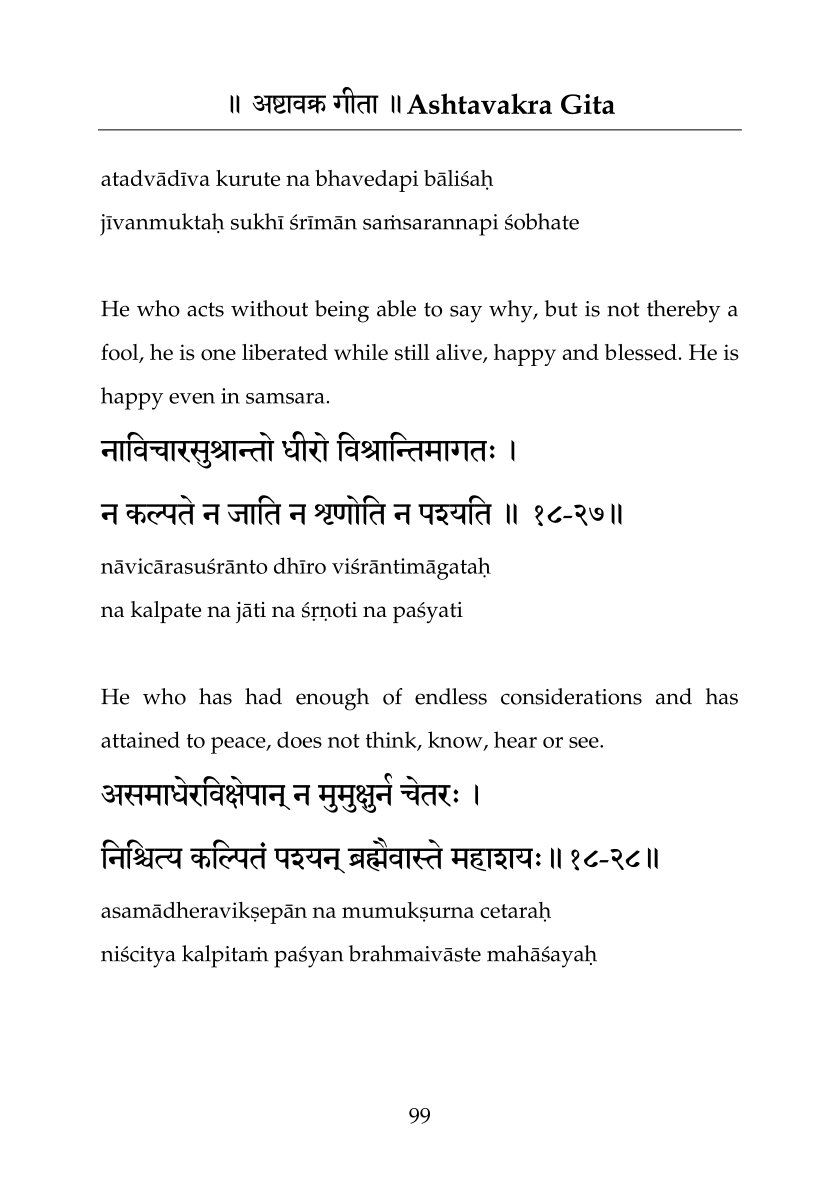 ॥ अष्टावक्र गीता ॥ Ashtavakra Gita
atadvādīva kurute na bhavedapi bāliśaḥ
jīvanmuktaḥ sukhī śrīmān saṁsarannapi śobhate
He who acts without being able to say why, but is not thereby a
fool, he is one liberated while still alive, happy and blessed. He is
happy even in samsara.
नाविचारसुश्रान्तो धीरो विश्रान्तिमागतः ।
न कल्पते न जाति न शृणोति न पश्यति ॥ १८-२७॥
nāvicārasuśrānto dhīro viśrāntimāgataḥ
na kalpate na jāti na śṛṇoti na paśyati
He who has had enough of endless considerations and has
attained to peace, does not think, know, hear or see.
असमाधेरविक्षेपान् न मुमुक्षुर्न चेतरः ।
निश्चित्य कल्पितं पश्यन् ब्रह्मैवास्ते महाशयः॥ १८-२८॥
asamādheravikṣepān na mumukṣurna cetaraḥ
niścitya kalpitaṁ paśyan brahmaivāste mahāśayaḥ
99